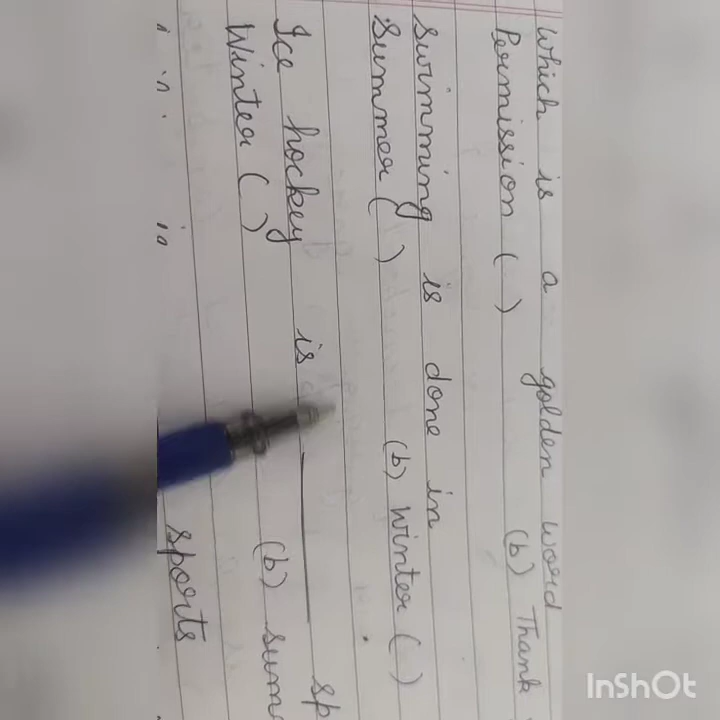 Which is a golden word
Permission ( ) (b) Thank
Swimming is done in
Summer ( ) (b) Winter ( )
Ice hockey is ____ sp
Winter ( ) (b) sum
sports
InShOt